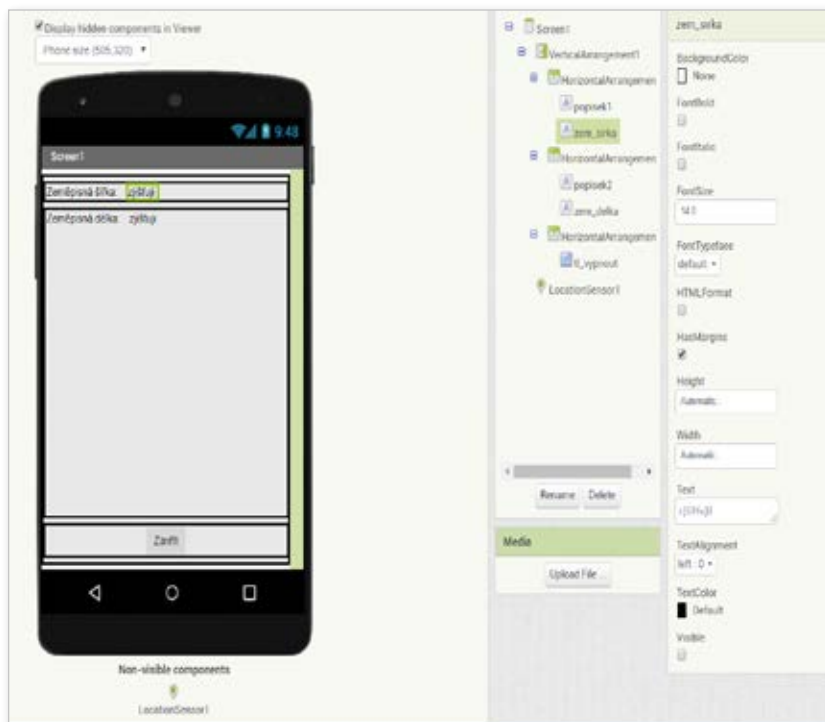 Display hidden components in Viewer
Phone size (505,320)
9:48
Screen1
Zeměpisná šířka: zjišťuji
Zeměpisná délka: zjišťuji
Zavřít
Non-visible components
LocationSensor1
Screen1
VerticalArrangement1
HorizontalArrangemen
popisek1
zem_sirka
HorizontalArrangemen
popisek2
zem_delka
HorizontalArrangemen
tl_vypnout
LocationSensor1
Rename Delete
Media
Upload File ...
zem_sirka
BackgroundColor
None
FontBold
FontItalic
FontSize
14.0
FontTypeface
default
HTMLFormat
HasMargins
Height
Automatic...
Width
Automatic...
Text
zjišťuji
TextAlignment
left : 0
TextColor
Default
Visible